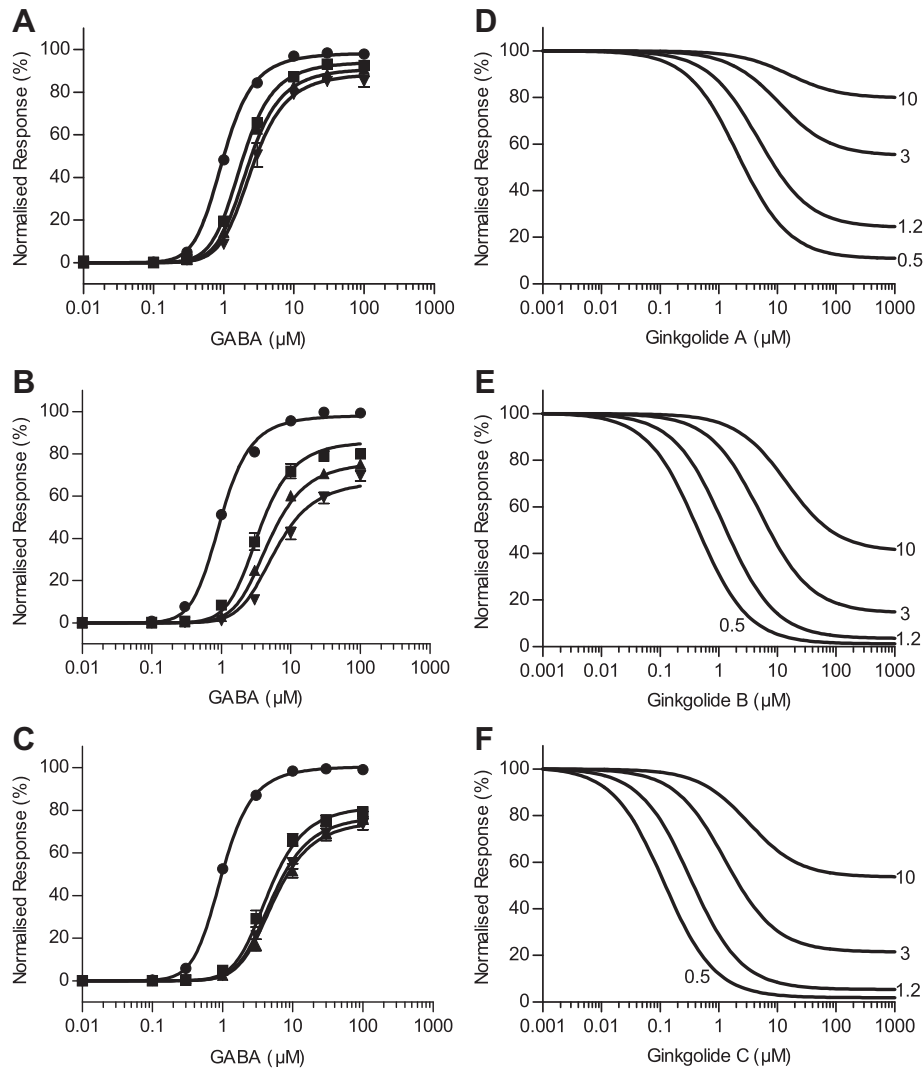 A
Normalised Response (%)
100
80
60
40
20
0
0.01 0.1 1 10 100 1000
GABA (µM)
D
Normalised Response (%)
100
80
60
40
20
0
10
3
1.2
0.5
0.001 0.01 0.1 1 10 100 1000
Ginkgolide A (µM)
B
Normalised Response (%)
100
80
60
40
20
0
0.01 0.1 1 10 100 1000
GABA (µM)
E
Normalised Response (%)
100
80
60
40
20
0
10
3
0.5
1.2
0.001 0.01 0.1 1 10 100 1000
Ginkgolide B (µM)
C
Normalised Response (%)
100
80
60
40
20
0
0.01 0.1 1 10 100 1000
GABA (µM)
F
Normalised Response (%)
100
80
60
40
20
0
10
3
0.5
1.2
0.001 0.01 0.1 1 10 100 1000
Ginkgolide C (µM)